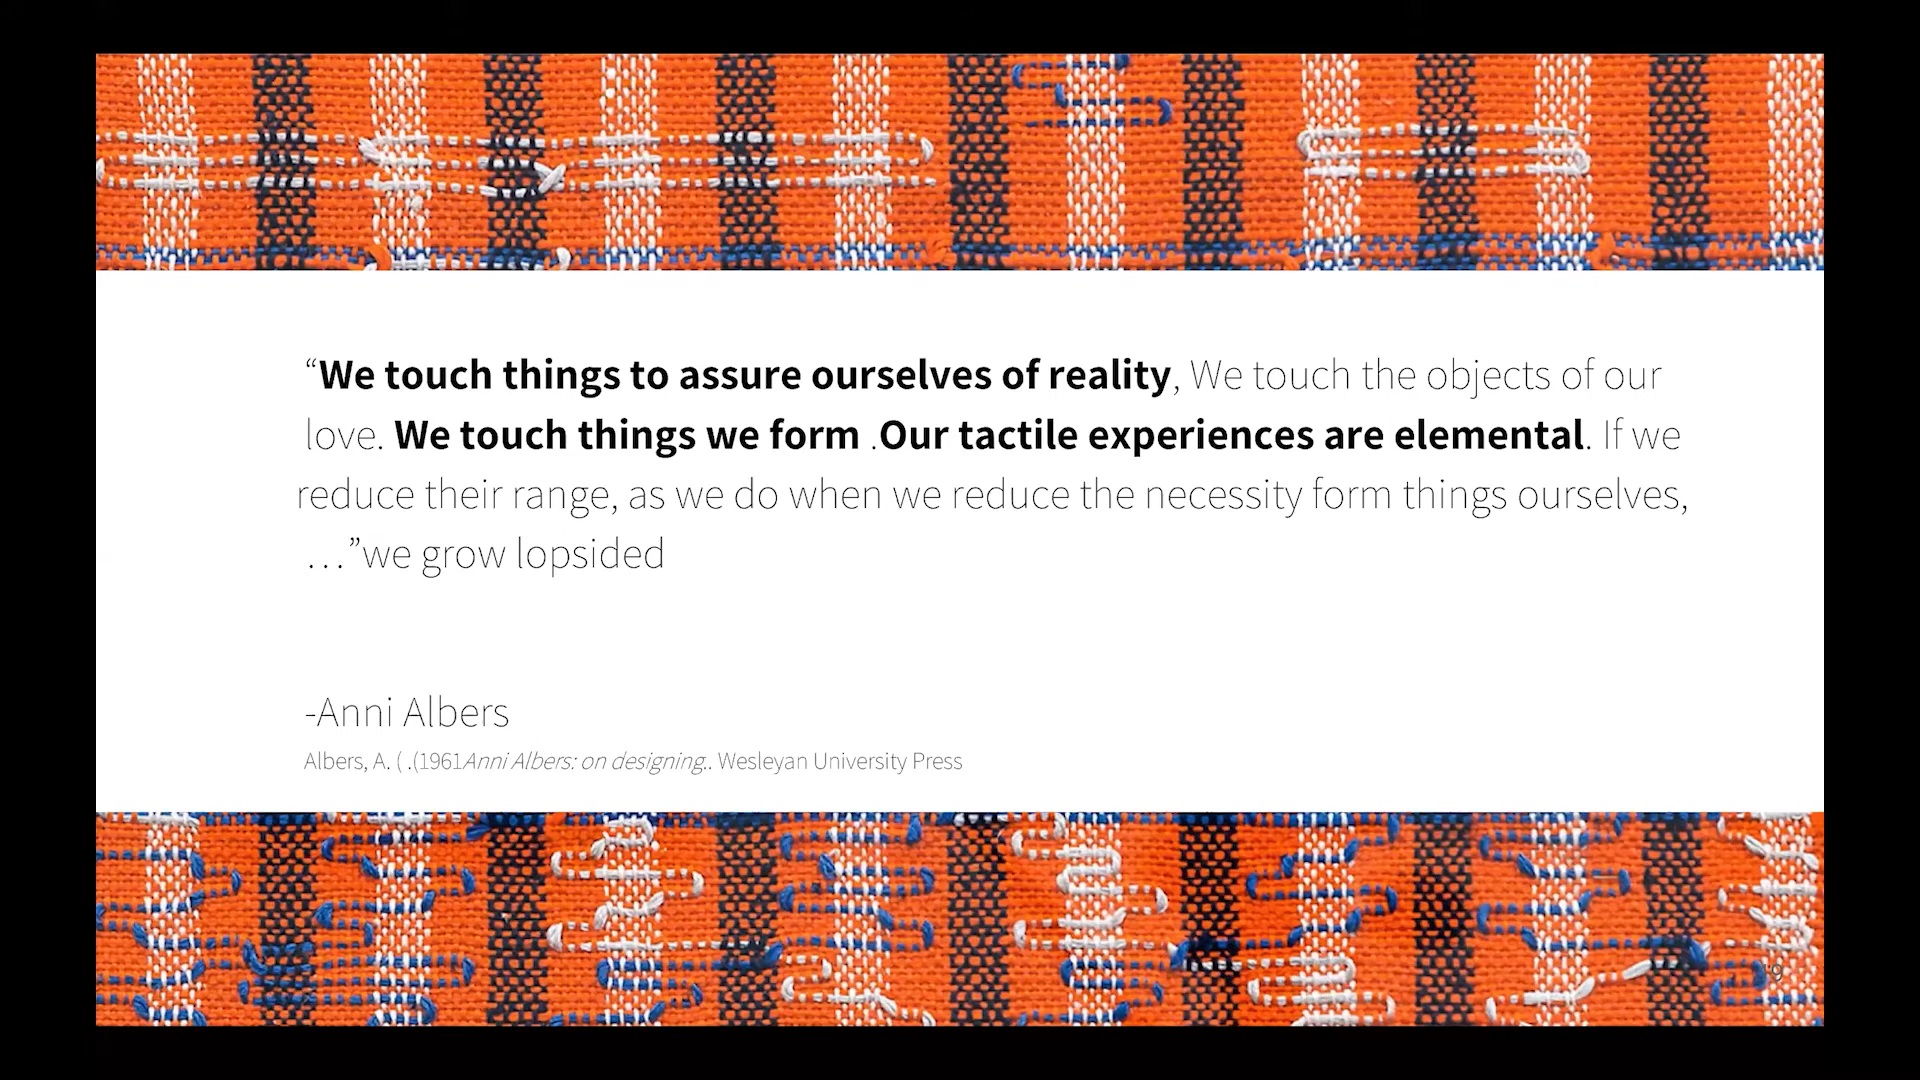 “We touch things to assure ourselves of reality, We touch the objects of our
love. We touch things we form .Our tactile experiences are elemental. If we
reduce their range, as we do when we reduce the necessity form things ourselves,
…”we grow lopsided
-Anni Albers
Albers, A. ( .(1961Anni Albers: on designing.. Wesleyan University Press